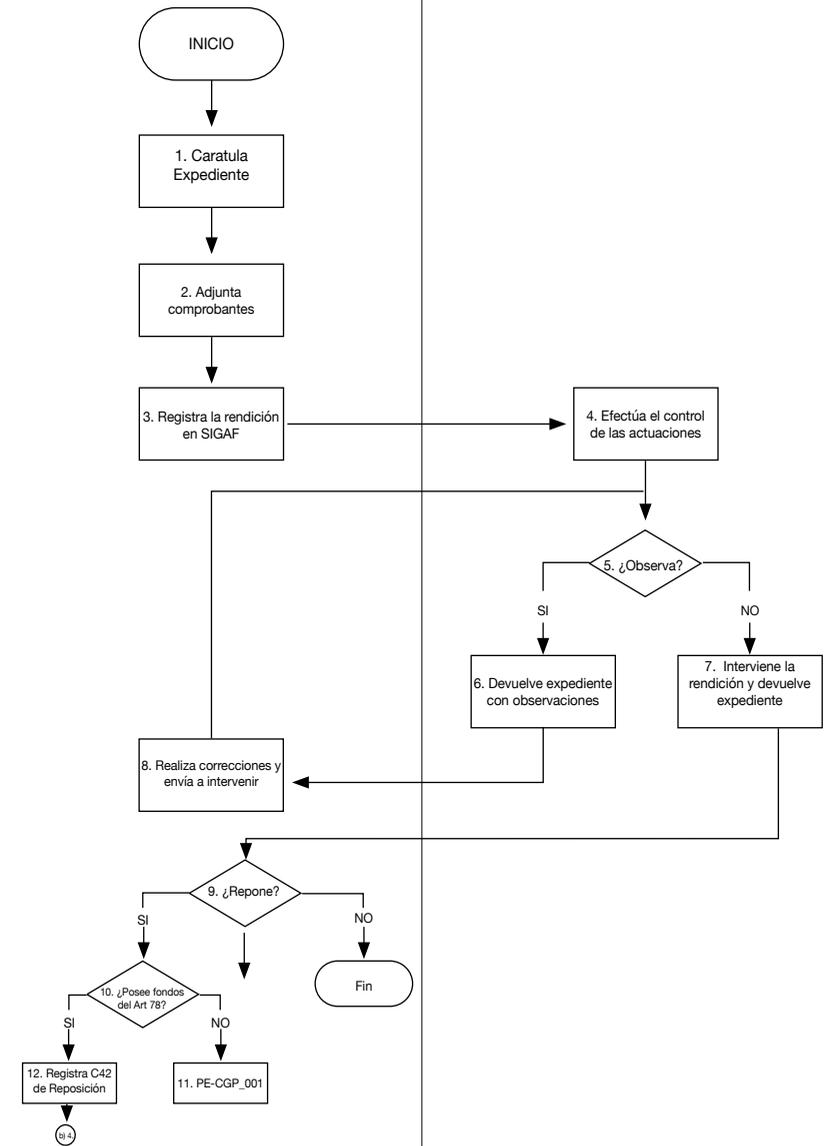 INICIO
1. Caratula
Expediente
2. Adjunta
comprobantes
3. Registra la rendición
en SIGAF
4. Efectúa el control
de las actuaciones
5. ¿Observa?
SI
NO
6. Devuelve expediente
con observaciones
7. Interviene la
rendición y devuelve
expediente
8. Realiza correcciones y
envía a intervenir
9. ¿Repone?
SI
NO
Fin
10. ¿Posee fondos
del Art 78?
SI
NO
12. Registra C42
de Reposición
11. PE-CGP_001
b) 4.